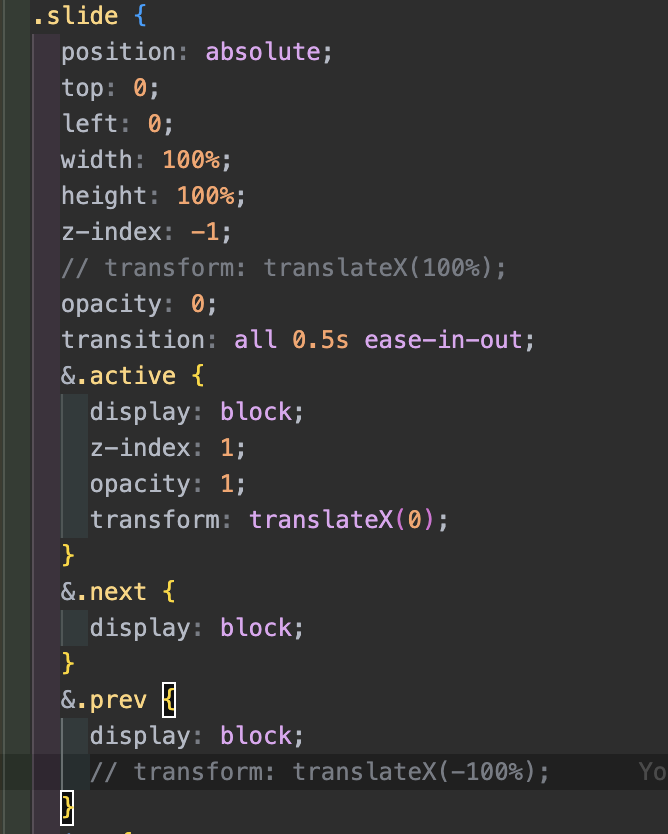 .slide {
position: absolute;
top: 0;
left: 0;
width: 100%;
height: 100%;
z-index: -1;
// transform: translateX(100%);
opacity: 0;
transition: all 0.5s ease-in-out;
&.active {
display: block;
z-index: 1;
opacity: 1;
transform: translateX(0);
}
&.next {
display: block;
}
&.prev {
display: block;
// transform: translateX(-100%); Yo
}